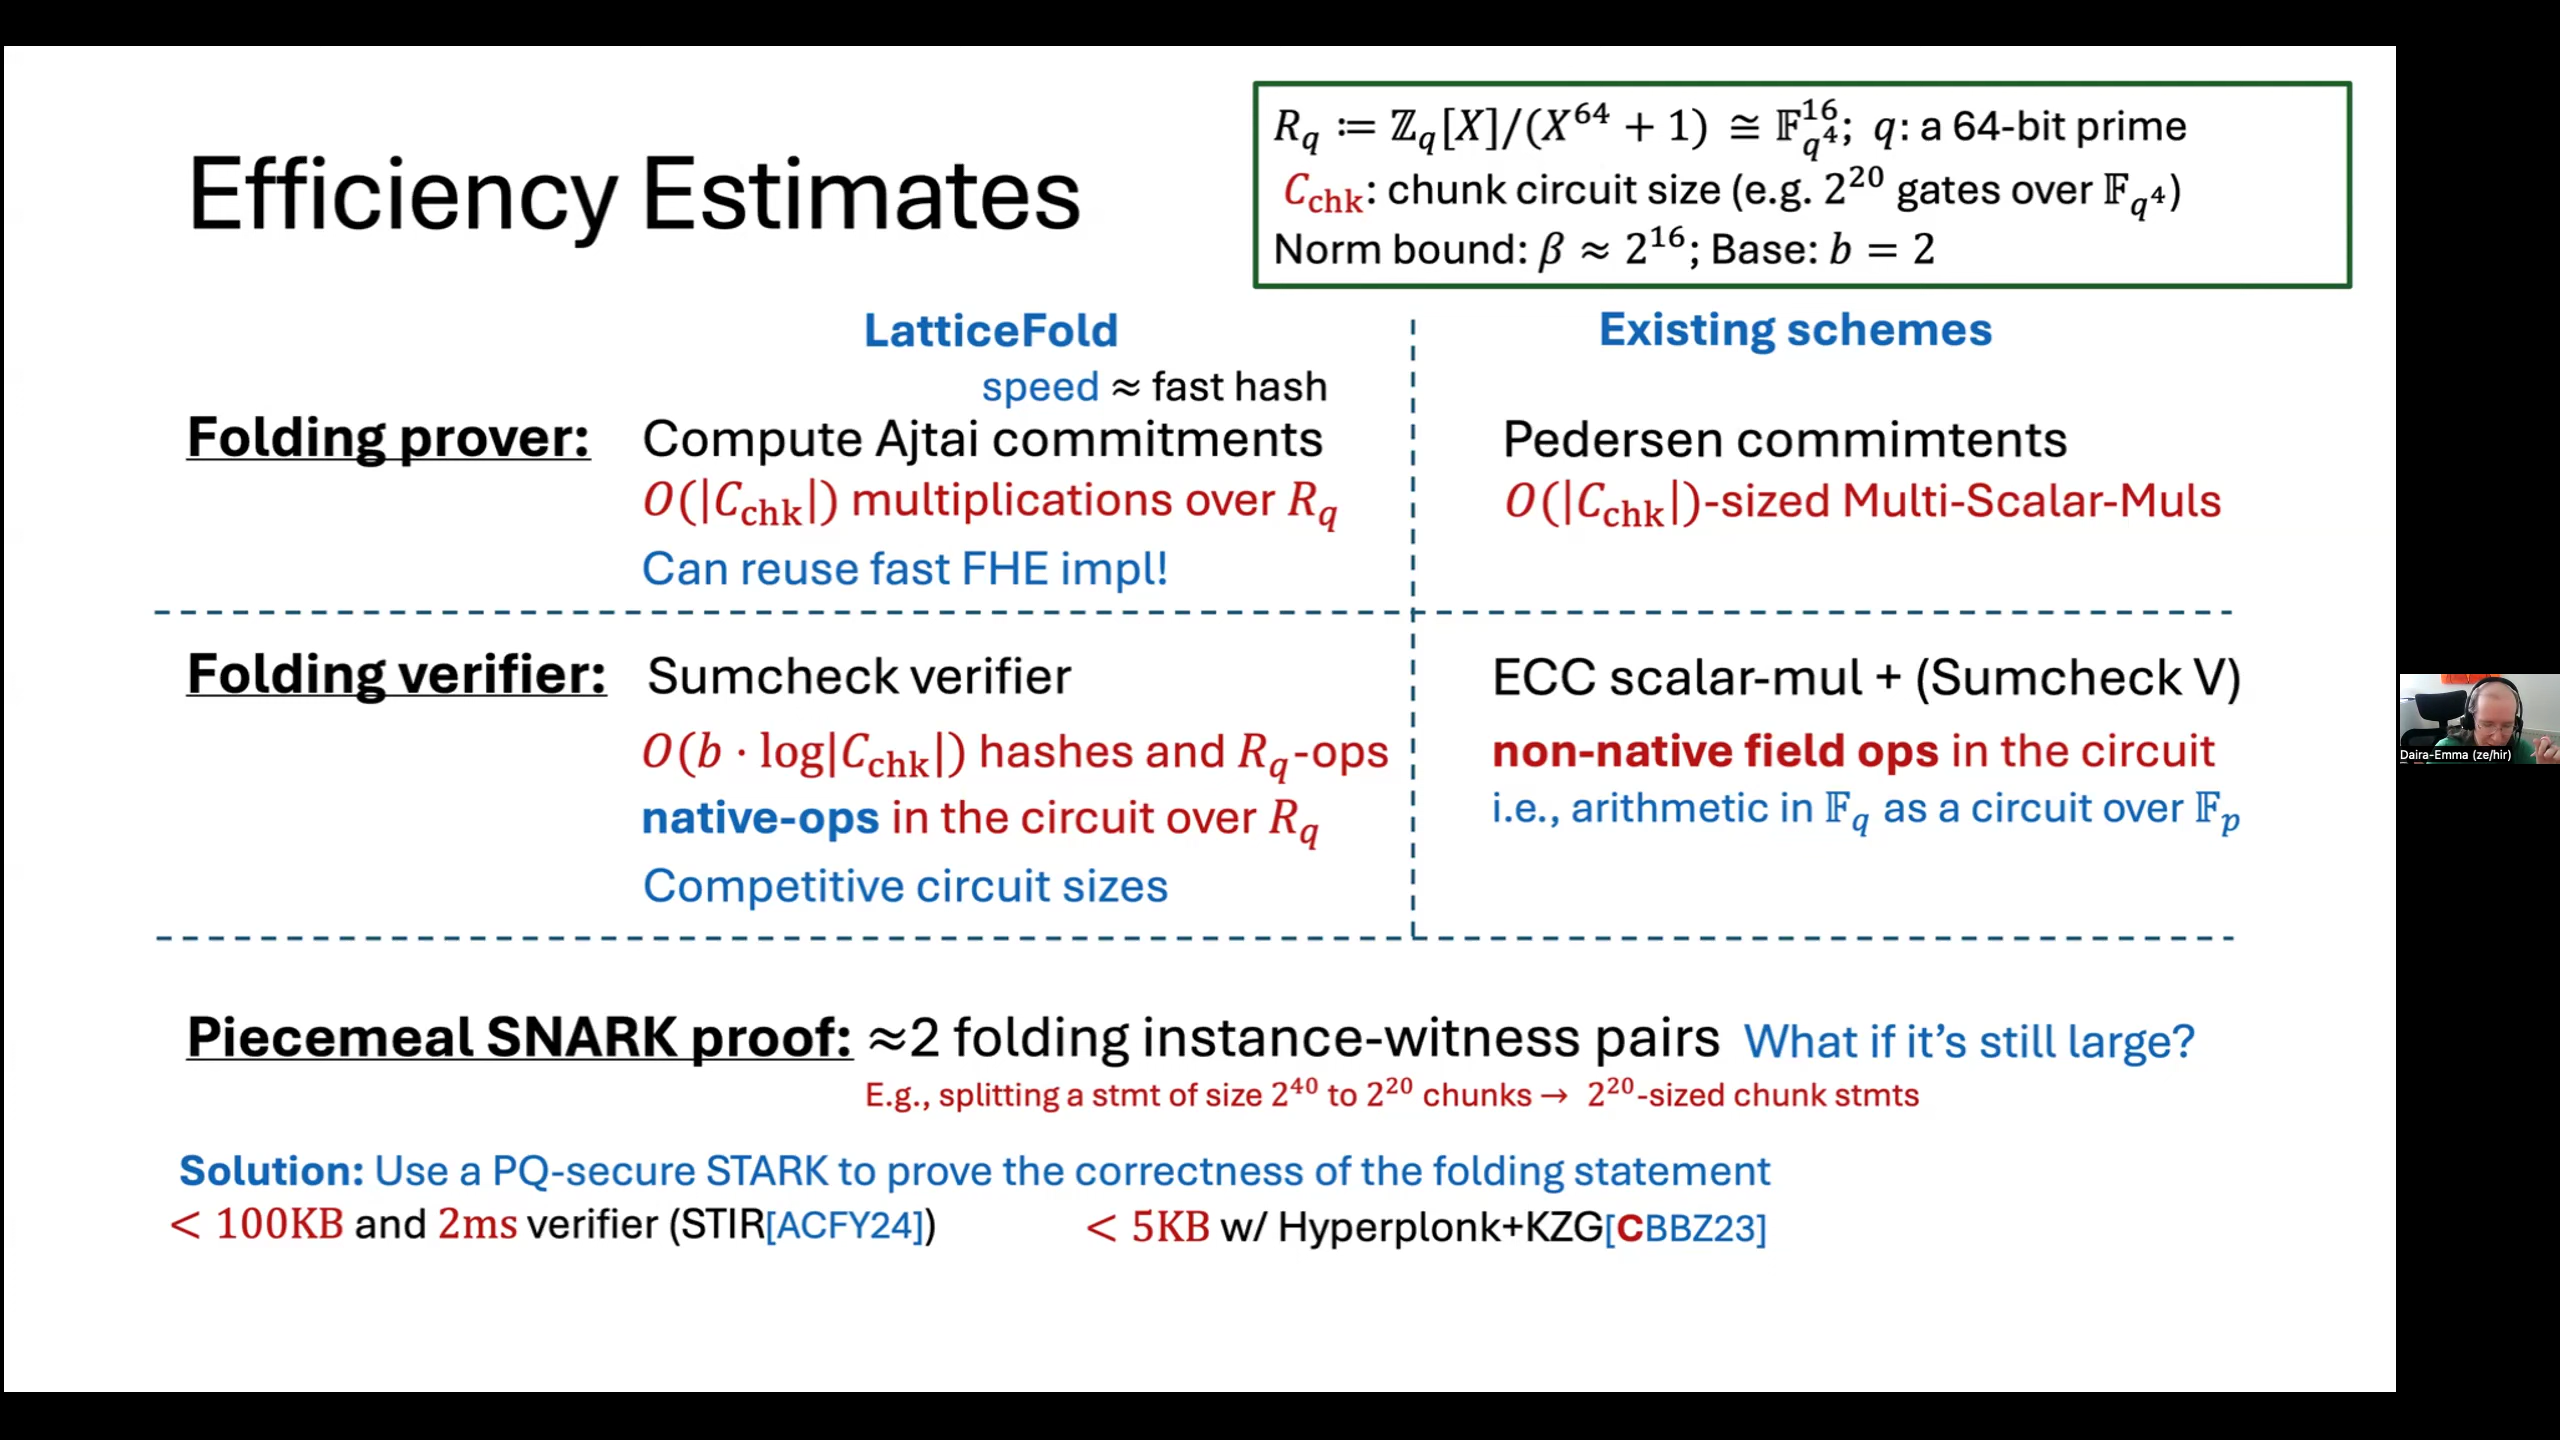 Efficiency Estimates
R_q ≔ ℤ_q[X]/(X^64 + 1) ≅ 𝔽_{q^4}^{16}; q: a 64-bit prime
C_chk: chunk circuit size (e.g. 2^20 gates over 𝔽_{q^4})
Norm bound: β ≈ 2^16; Base: b = 2
LatticeFold
Existing schemes
speed ≈ fast hash
Folding prover:
Compute Ajtai commitments
O(|C_chk|) multiplications over R_q
Can reuse fast FHE impl!
Pedersen commimtents
O(|C_chk|)-sized Multi-Scalar-Muls
Folding verifier:
Sumcheck verifier
O(b · log|C_chk|) hashes and R_q-ops
native-ops in the circuit over R_q
Competitive circuit sizes
ECC scalar-mul + (Sumcheck V)
non-native field ops in the circuit
i.e., arithmetic in 𝔽_q as a circuit over 𝔽_p
Piecemeal SNARK proof: ≈2 folding instance-witness pairs What if it's still large?
E.g., splitting a stmt of size 2^40 to 2^20 chunks → 2^20-sized chunk stmts
Solution: Use a PQ-secure STARK to prove the correctness of the folding statement
< 100KB and 2ms verifier (STIR[ACFY24])
< 5KB w/ Hyperplonk+KZG[CBBZ23]
Daira-Emma (ze/hir)